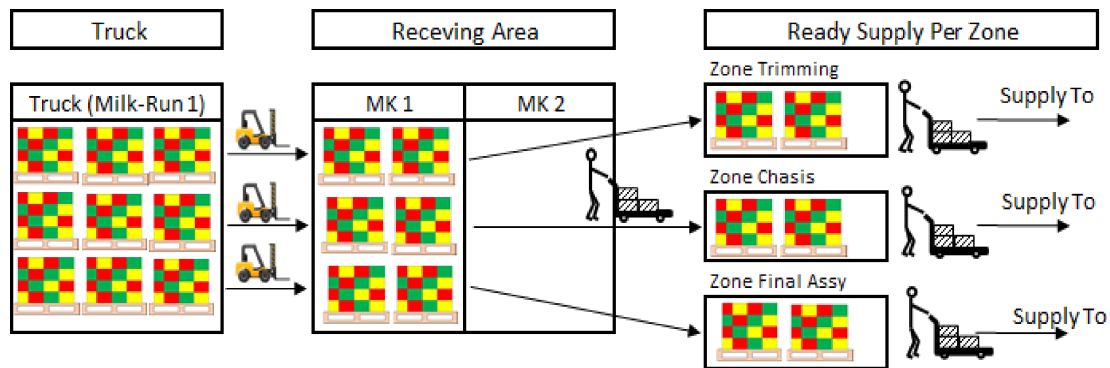 Truck
Receving Area
Ready Supply Per Zone
Truck (Milk-Run 1)
MK 1
MK 2
Zone Trimming
Supply To
Zone Chasis
Supply To
Zone Final Assy
Supply To